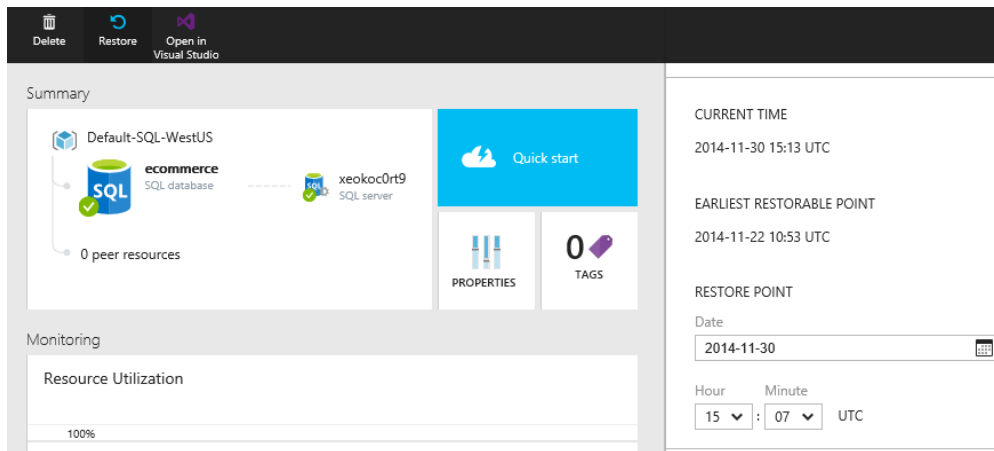 Delete
Restore
Open in
Visual Studio
Summary
Default-SQL-WestUS
SQL
ecommerce
SQL database
SQL
xeokoc0rt9
SQL server
0 peer resources
Quick start
PROPERTIES
0
TAGS
Monitoring
Resource Utilization
100%
CURRENT TIME
2014-11-30 15:13 UTC
EARLIEST RESTORABLE POINT
2014-11-22 10:53 UTC
RESTORE POINT
Date
2014-11-30
Hour Minute
15 : 07 UTC